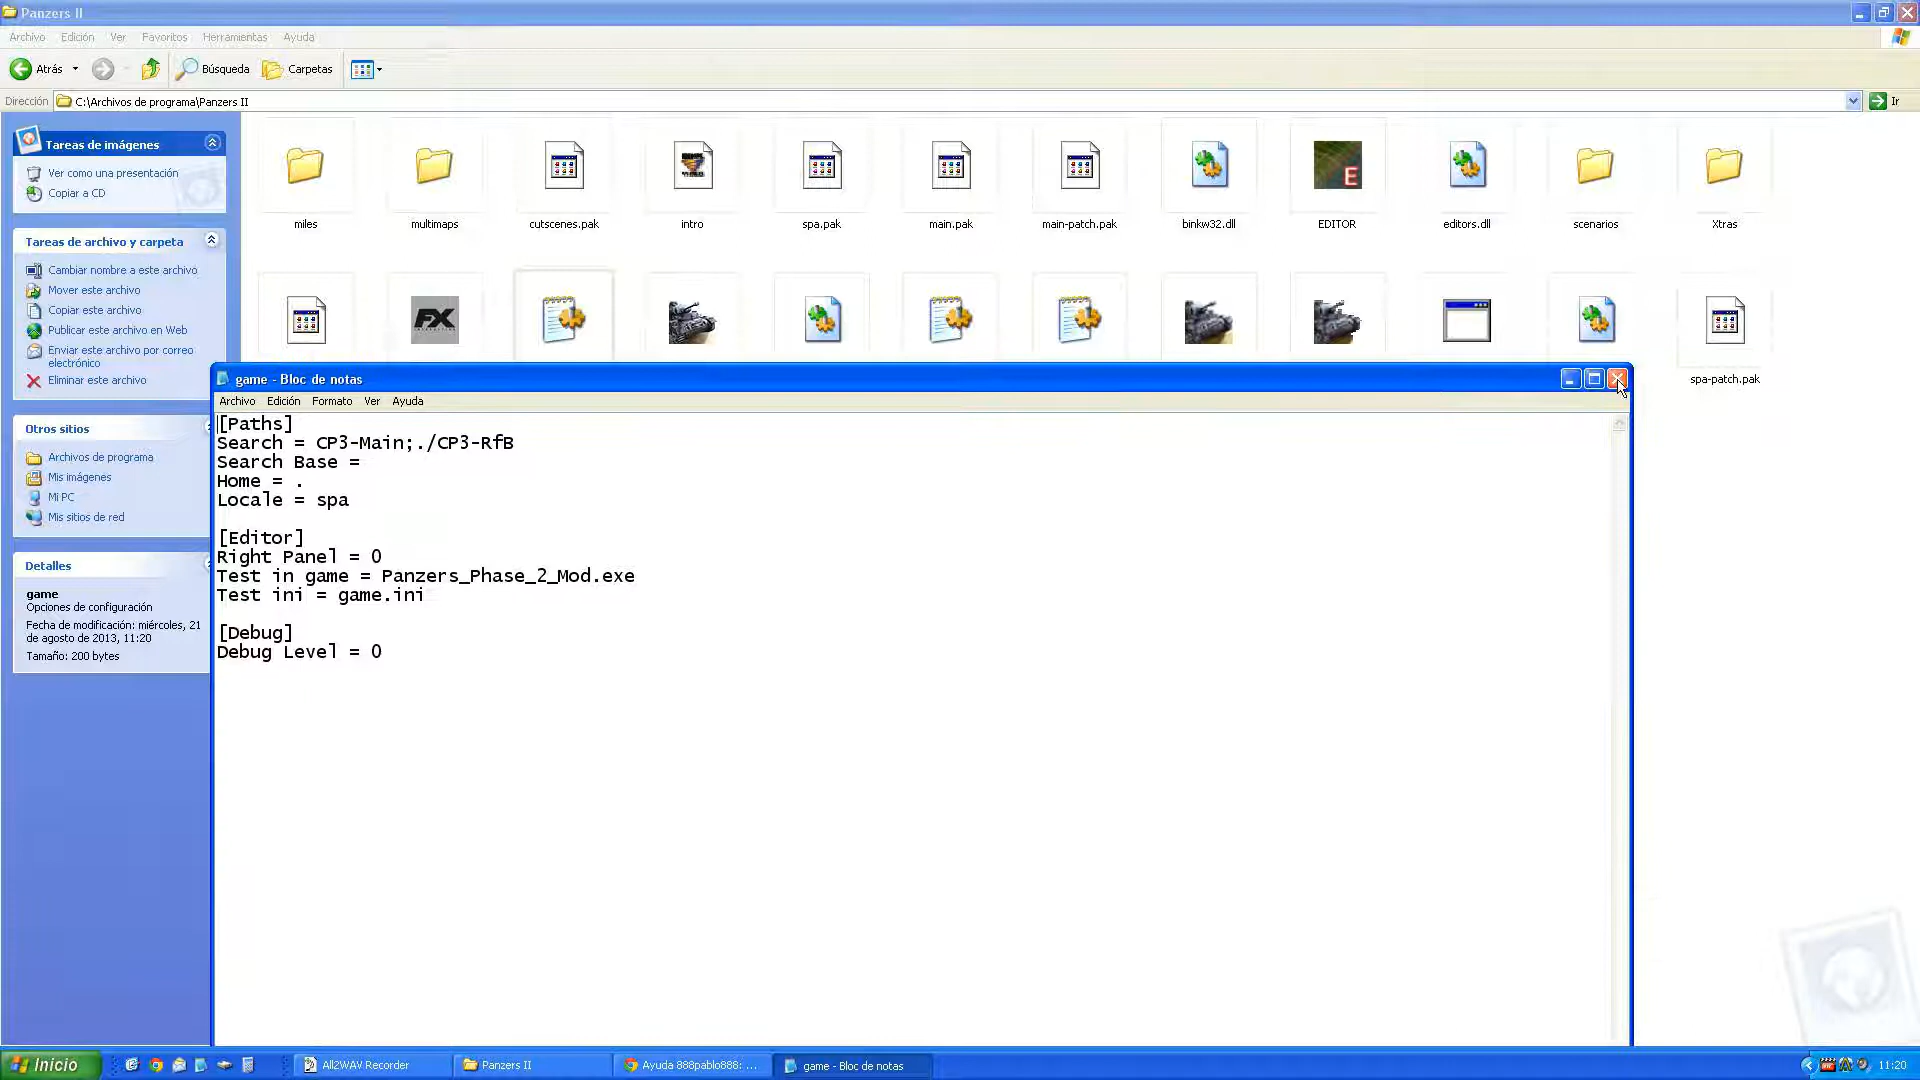 Panzers II
Archivo Edición Ver Favoritos Herramientas Ayuda
Atrás Búsqueda Carpetas
Dirección C:\Archivos de programa\Panzers II Ir
Tareas de imágenes
Ver como una presentación
Copiar a CD
Tareas de archivo y carpeta
Cambiar nombre a este archivo
Mover este archivo
Copiar este archivo
Publicar este archivo en Web
Enviar este archivo por correo
electrónico
Eliminar este archivo
Otros sitios
Archivos de programa
Mis imágenes
Mi PC
Mis sitios de red
Detalles
game
Opciones de configuración
Fecha de modificación: miércoles, 21
de agosto de 2013, 11:20
Tamaño: 200 bytes
miles multimaps cutscenes.pak intro spa.pak main.pak main-patch.pak binkw32.dll EDITOR editors.dll scenarios Xtras
E
FX
spa-patch.pak
game - Bloc de notas
Archivo Edición Formato Ver Ayuda
[Paths]
Search = CP3-Main;./CP3-RfB
Search Base =
Home = .
Locale = spa
[Editor]
Right Panel = 0
Test in game = Panzers_Phase_2_Mod.exe
Test ini = game.ini
[Debug]
Debug Level = 0
Inicio All2WAV Recorder Panzers II Ayuda 888pablo888: ... game - Bloc de notas 11:20